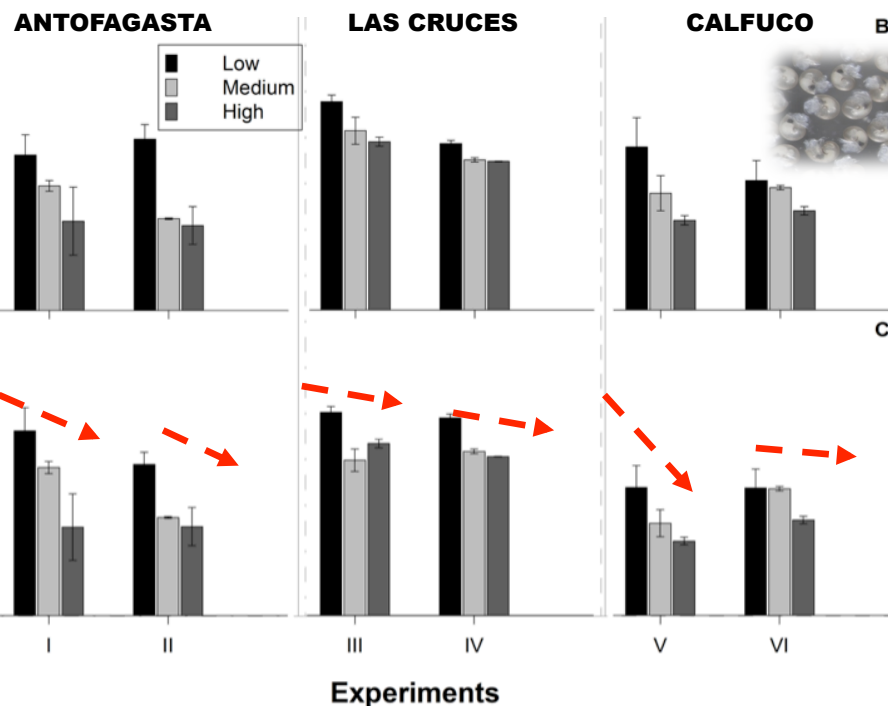 ANTOFAGASTA
LAS CRUCES
CALFUCO
B
Low
Medium
High
C
I
II
III
IV
V
VI
Experiments